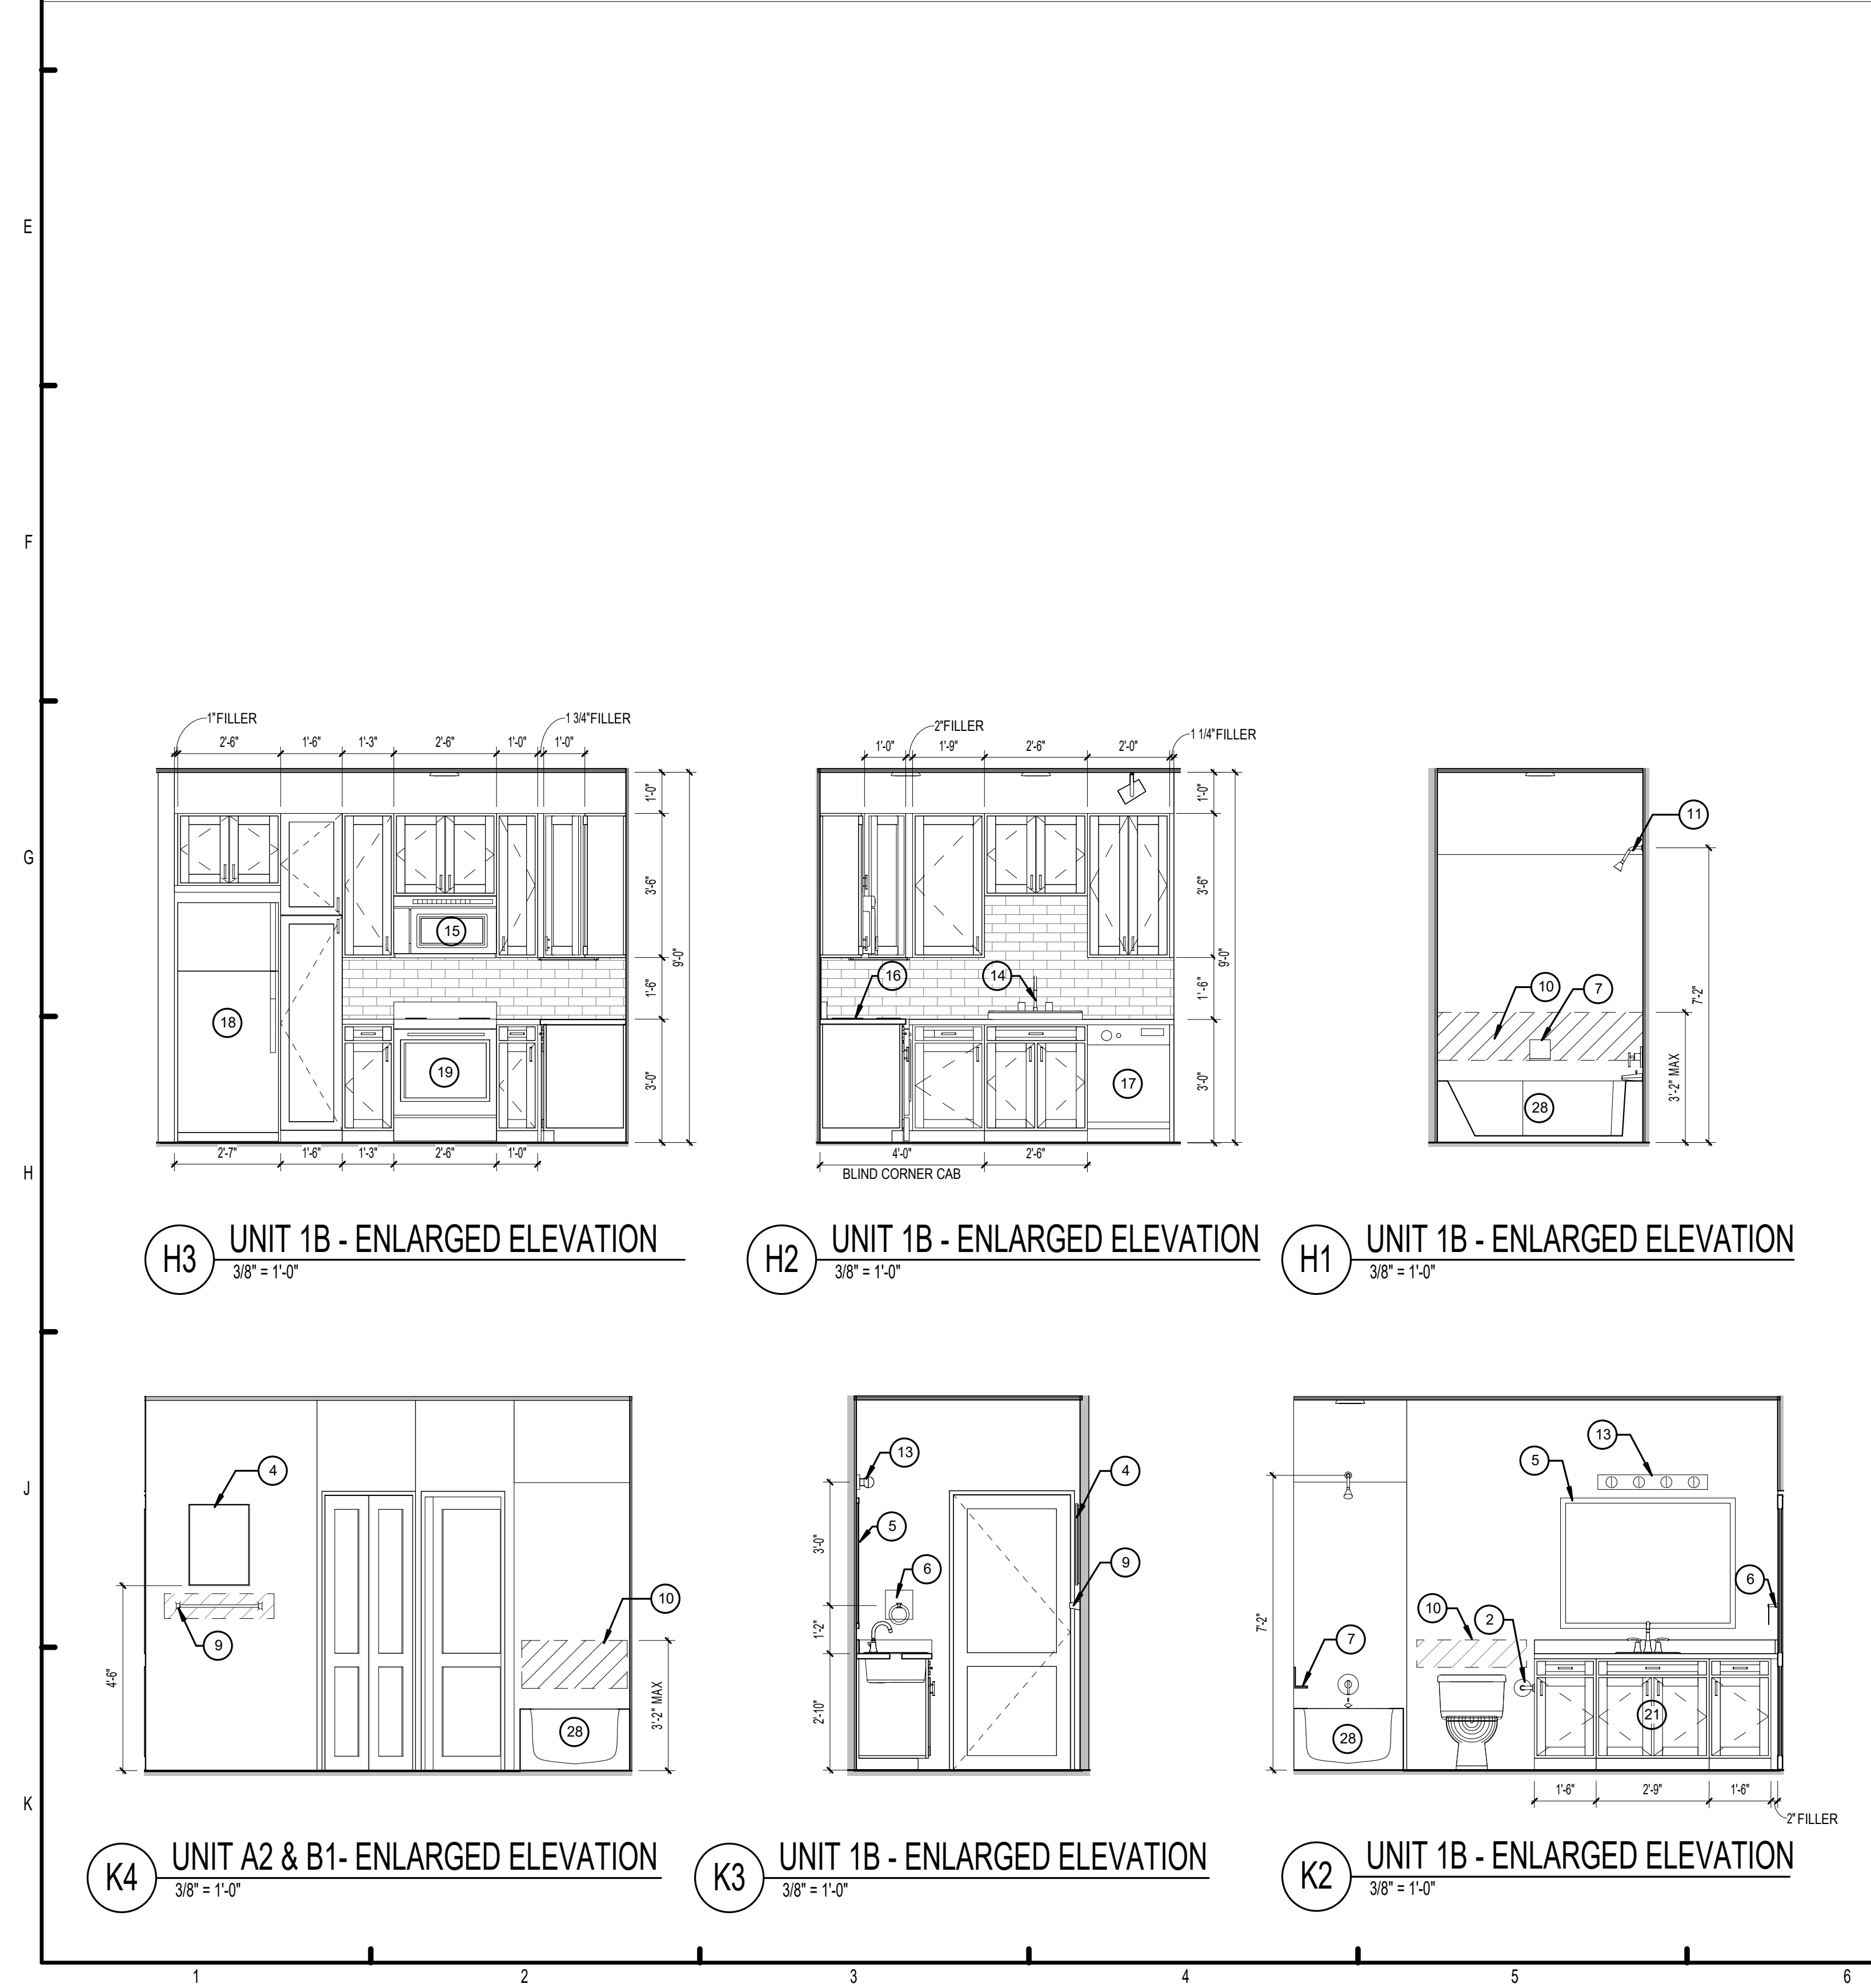 E
F
G
H
J
K
1
2
3
4
5
6
1"FILLER
1 3/4"FILLER
2'-6"
1'-6"
1'-3"
2'-6"
1'-0"
1'-0"
1'-0"
3'-6"
1'-6"
3'-0"
9'-0"
15
18
19
2'-7"
1'-6"
1'-3"
2'-6"
1'-0"
H3
UNIT 1B - ENLARGED ELEVATION
3/8" = 1'-0"
2"FILLER
1 1/4"FILLER
1'-0"
1'-9"
2'-6"
2'-0"
1'-0"
3'-6"
1'-6"
3'-0"
9'-0"
16
14
17
4'-0"
2'-6"
BLIND CORNER CAB
H2
UNIT 1B - ENLARGED ELEVATION
3/8" = 1'-0"
11
10
7
28
7'-2"
3'-2" MAX
H1
UNIT 1B - ENLARGED ELEVATION
3/8" = 1'-0"
4
9
10
28
4'-6"
3'-2" MAX
K4
UNIT A2 & B1- ENLARGED ELEVATION
3/8" = 1'-0"
13
4
5
9
6
3'-0"
1'-2"
2'-10"
K3
UNIT 1B - ENLARGED ELEVATION
3/8" = 1'-0"
13
5
6
10
2
7
21
28
7'-2"
1'-6"
2'-9"
1'-6"
2" FILLER
K2
UNIT 1B - ENLARGED ELEVATION
3/8" = 1'-0"